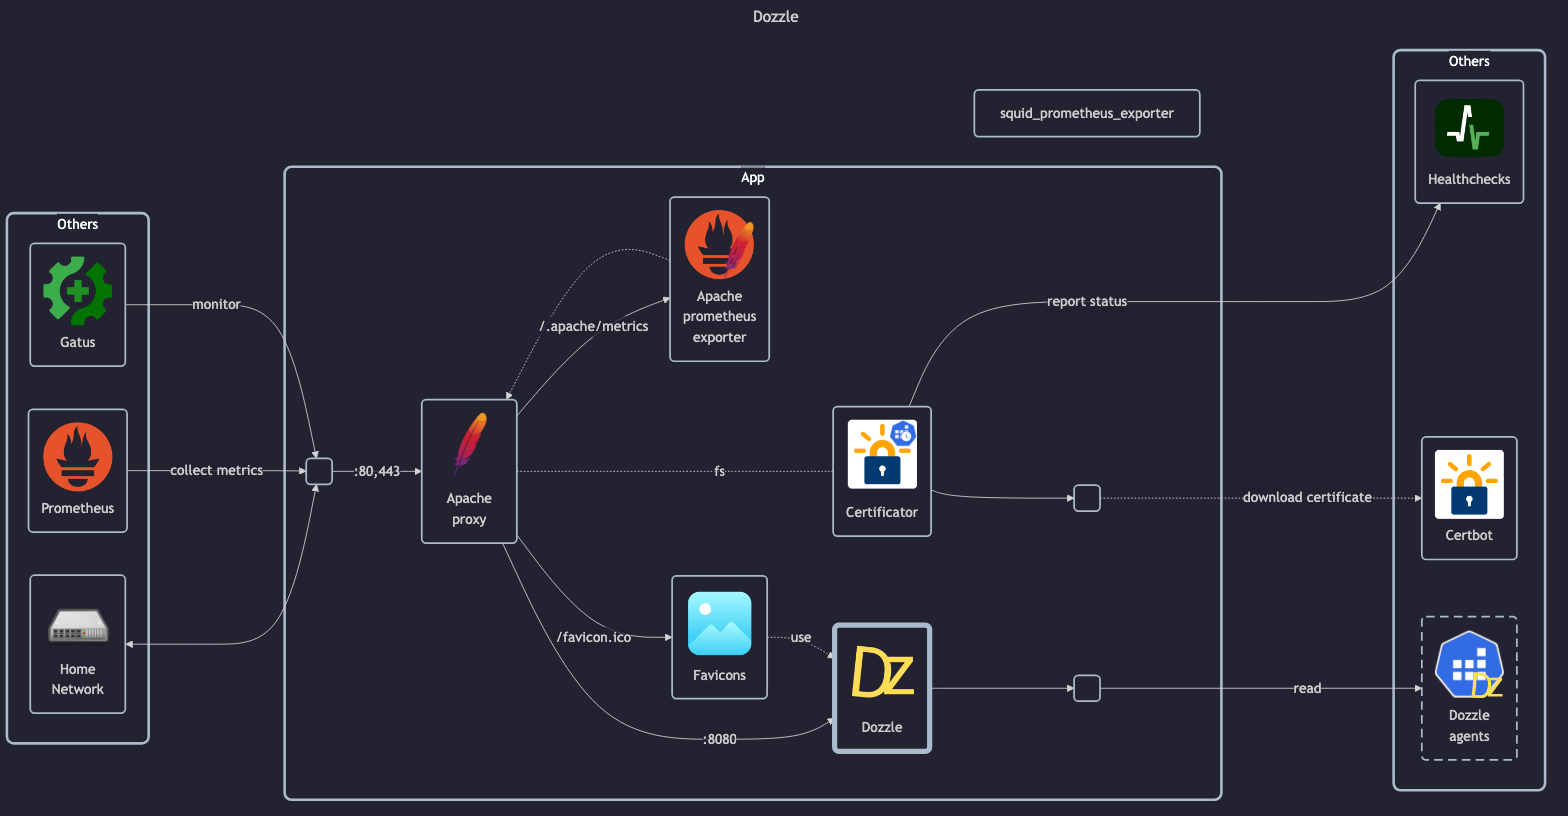 Dozzle
Others
Gatus
Prometheus
Home
Network
monitor
collect metrics
:80,443
squid_prometheus_exporter
App
Apache
prometheus
exporter
/.apache/metrics
Apache
proxy
fs
Certificator
/favicon.ico
Favicons
use
:8080
Dz
Dozzle
report status
download certificate
read
Others
Healthchecks
Certbot
Dz
Dozzle
agents